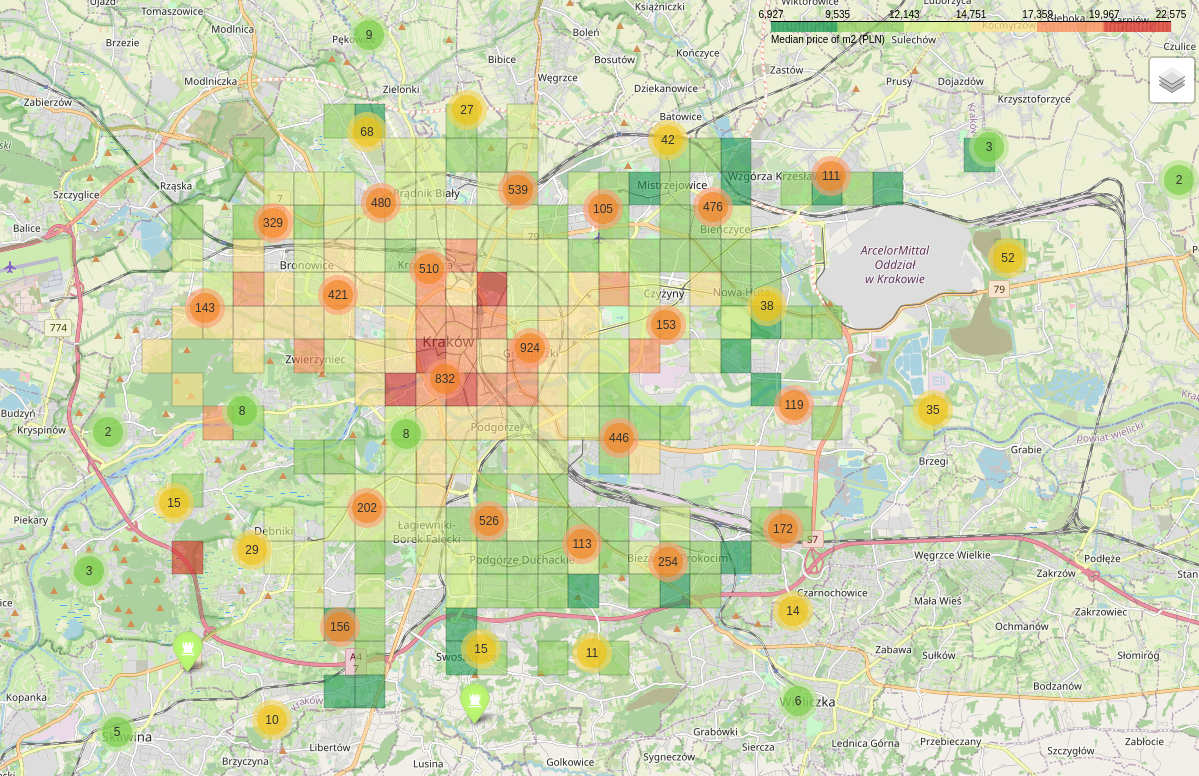 Ujazd
Tomaszowice
Modlnica
Brzezie
9
Pękowice
Książniczki
Boleń
Bibice
Bosutów
Kończyce
Węgrzce
Dziekanowice
Wiktorowice
Luborzyca
Głęboka
Czulice
Kocmyrzów
Sulechów
6,927 9,535 12,143 14,751 17,359 19,967 22,575
Median price of m2 (PLN)
Zastów
Prusy
Dojazdów
Krzysztoforzyce
Modlniczka
Zielonki
Zabierzów
27
68
Batowice
42
3
Rząska
Szczyglice
Balice
7
480
Prądnik Biały
539
Mistrzejowice
Wzgórza Krzesławickie
111
2
329
105
476
Bieńczyce
79
ArcelorMittal
Oddział
w Krakowie
52
Bronowice
510
421
143
Czyżyny
Nowa Huta
38
79
774
153
Kraków
924
Zwierzyniec
832
Budzyń
Kryspinów
8
2
8
Podgórze
446
119
35
powiat wielicki
Grabie
Brzegi
15
Piekary
202
Łagiewniki-
Borek Fałęcki
526
Dębniki
29
113
Podgórze Duchackie
254
172
S7
Węgrzce Wielkie
Podłęże
Zakrzów
3
Czarnochowice
Mała Wieś
14
Zakrzowiec
Ochmanów
156
A4
7
15
11
Zabawa
Sułków
Słomiróg
Bodzanów
Kopanka
10
5
Skawina
Libertów
Brzyczyna
Lusina
Golkowice
6
Wieliczka
Grabówki
Siercza
Sygneczów
Lednica Górna
Przebieczany
Szczygłów
Zabłocie